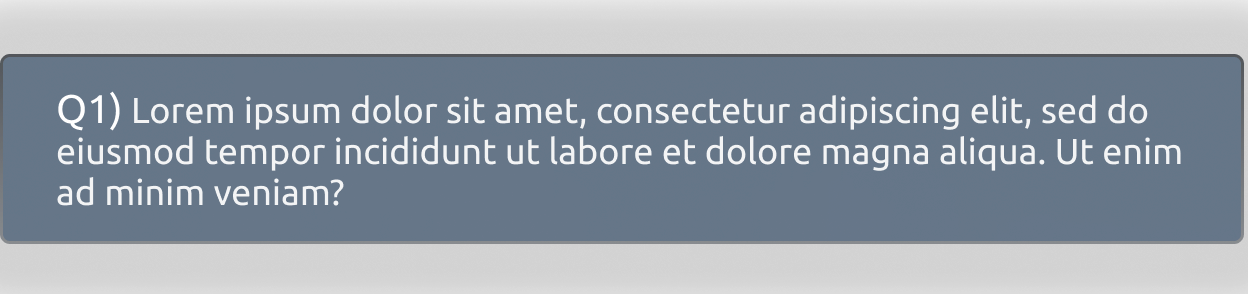 Q1) Lorem ipsum dolor sit amet, consectetur adipiscing elit, sed do
eiusmod tempor incididunt ut labore et dolore magna aliqua. Ut enim
ad minim veniam?